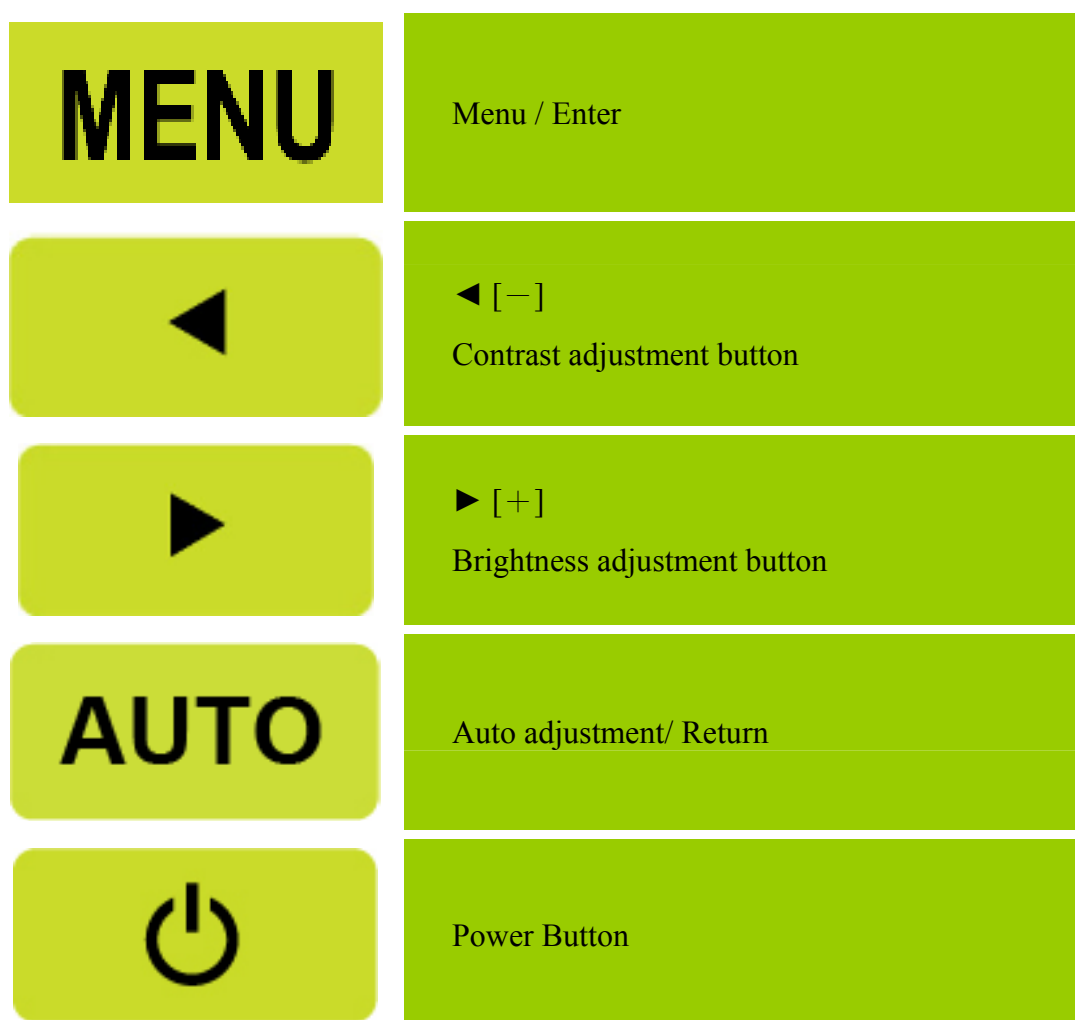 MENU
Menu / Enter
◄ [－]
Contrast adjustment button
► [＋]
Brightness adjustment button
AUTO
Auto adjustment/ Return
Power Button